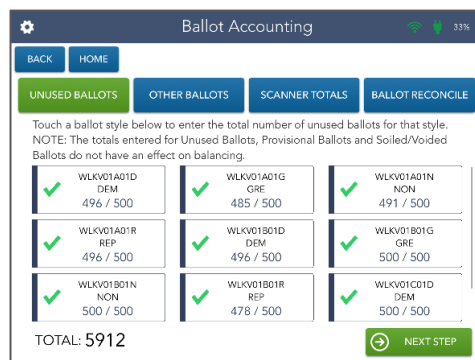 Ballot Accounting
33%
BACK
HOME
UNUSED BALLOTS
OTHER BALLOTS
SCANNER TOTALS
BALLOT RECONCILE
Touch a ballot style below to enter the total number of unused ballots for that style.
NOTE: The totals entered for Unused Ballots, Provisional Ballots and Soiled/Voided
Ballots do not have an effect on balancing.
WLKV01A01D
DEM
496 / 500
WLKV01A01G
GRE
485 / 500
WLKV01A01N
NON
491 / 500
WLKV01A01R
REP
496 / 500
WLKV01B01D
DEM
496 / 500
WLKV01B01G
GRE
500 / 500
WLKV01B01N
NON
500 / 500
WLKV01B01R
REP
478 / 500
WLKV01C01D
DEM
500 / 500
TOTAL: 5912
NEXT STEP